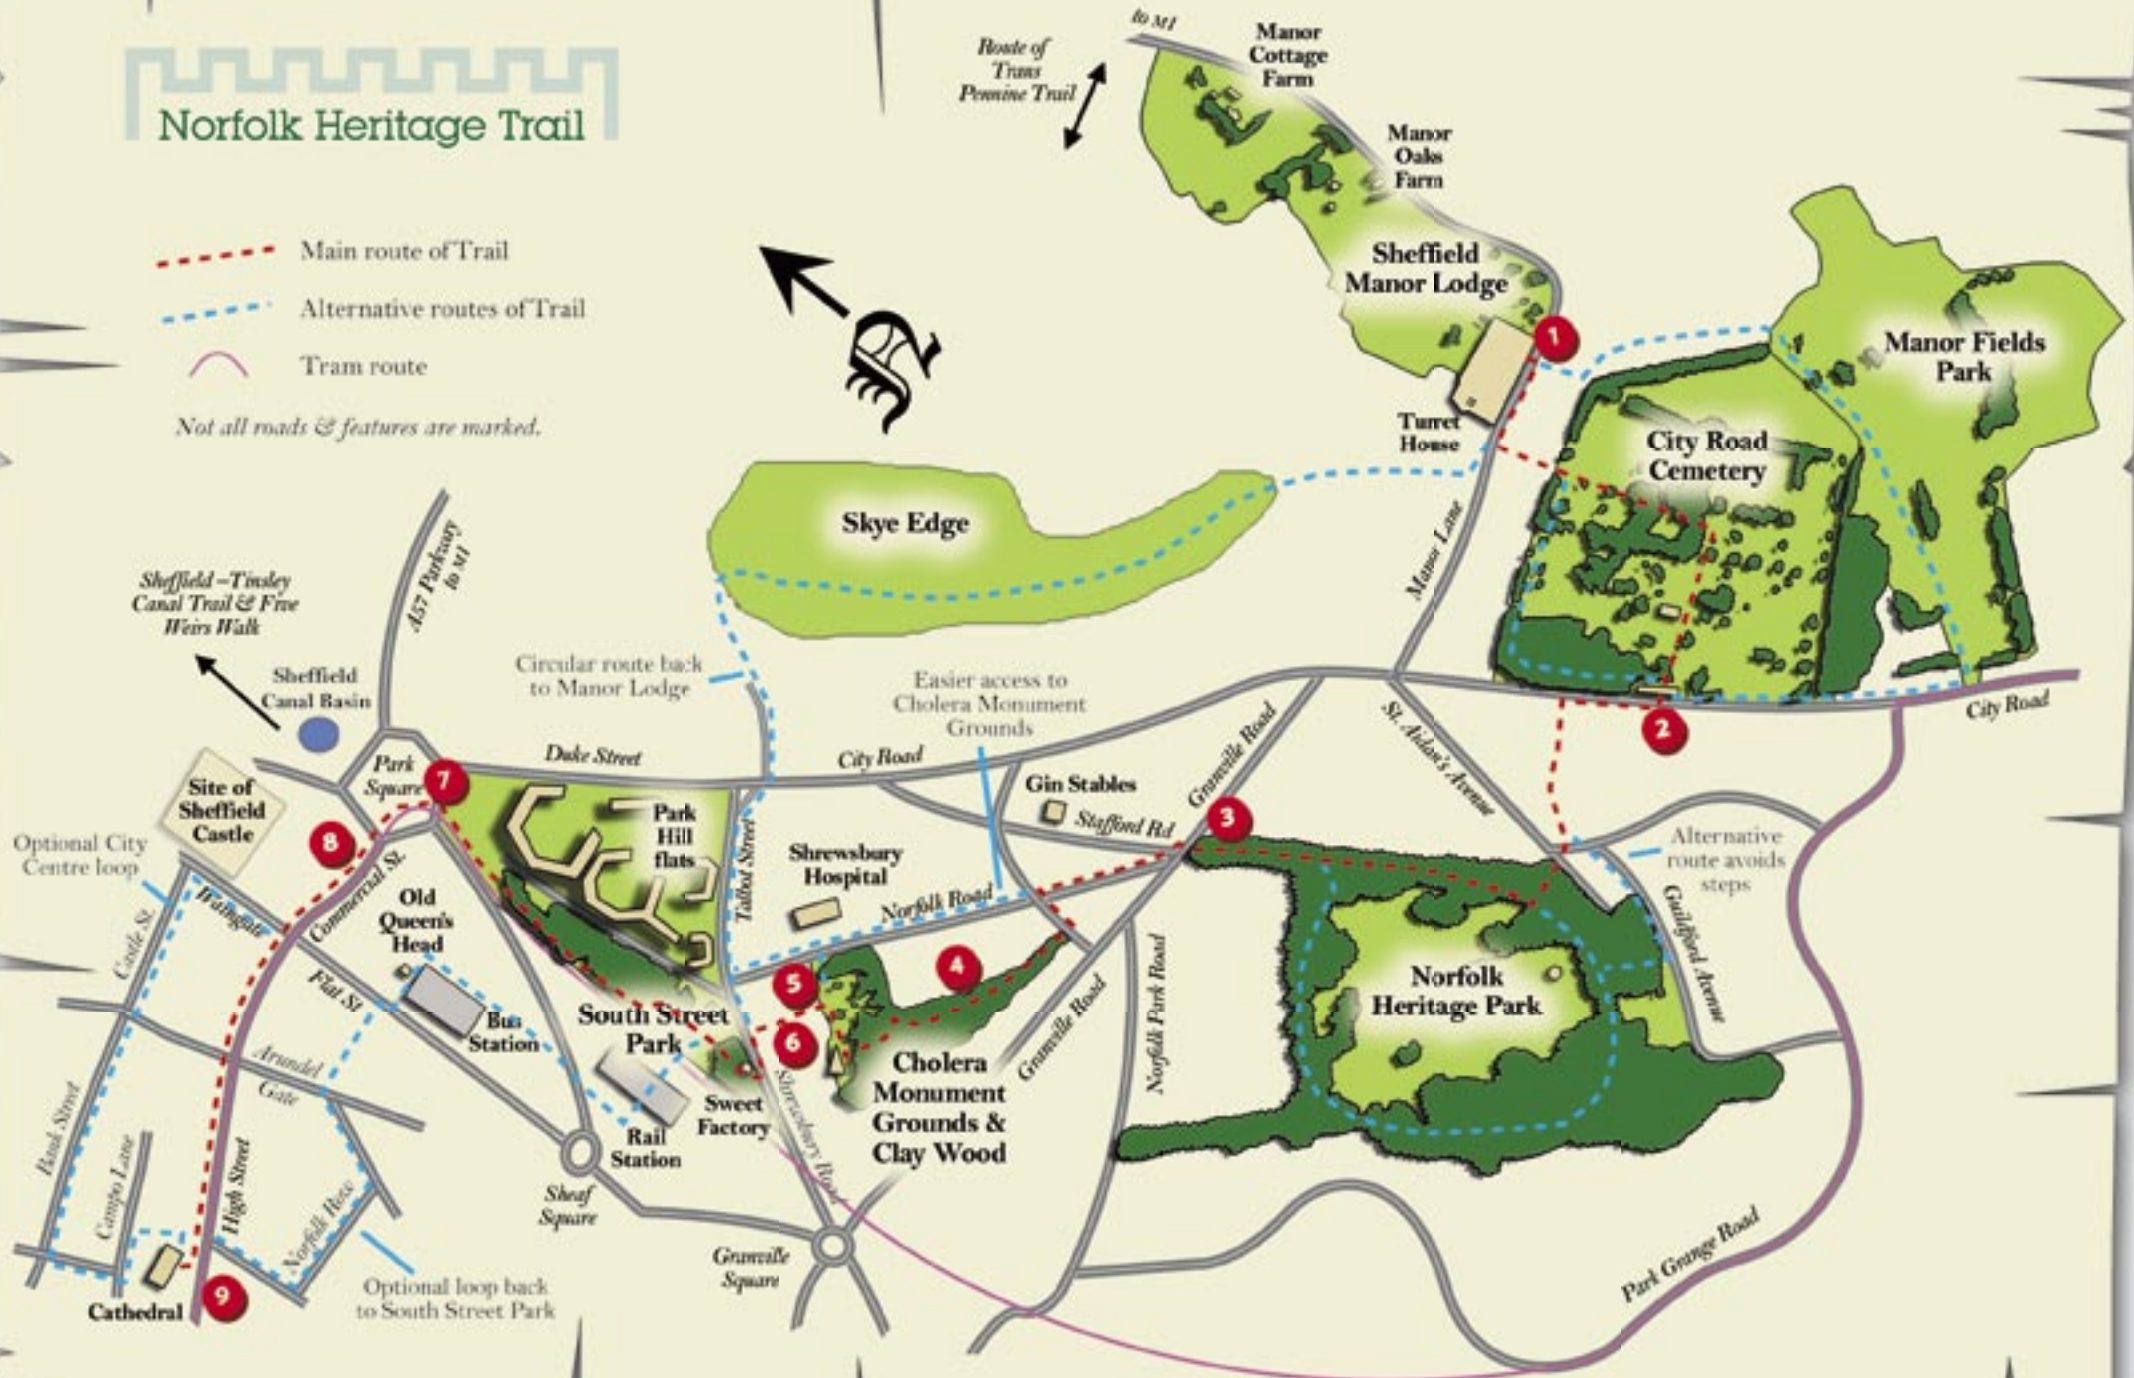 Norfolk Heritage Trail
Main route of Trail
Alternative routes of Trail
Tram route
Not all roads & features are marked.
to M1
Route of
Trans
Pennine Trail
Manor
Cottage
Farm
Manor
Oaks
Farm
Sheffield
Manor Lodge
1
Turret
House
Manor Lane
Manor Fields
Park
City Road
Cemetery
City Road
2
Skye Edge
A57 Parkway
to M1
Sheffield – Tinsley
Canal Trail & Five
Weirs Walk
Sheffield
Canal Basin
Circular route back
to Manor Lodge
Easier access to
Cholera Monument
Grounds
Duke Street
City Road
Park
Square
7
Site of
Sheffield
Castle
8
Optional City
Centre loop
Castle St.
Waingate
Commercial St.
Old
Queen's
Head
Flat St
Bus
Station
Park
Hill
flats
Talbot Street
Shrewsbury
Hospital
Norfolk Road
Gin Stables
Stafford Rd
Granville Road
3
St. Aidan's Avenue
Alternative
route avoids
steps
Guildford Avenue
Norfolk
Heritage Park
Norfolk Park Road
Granville Road
4
5
6
Cholera
Monument
Grounds &
Clay Wood
South Street
Park
Sweet
Factory
Shrewsbury Road
Rail
Station
Sheaf
Square
Granville
Square
Arundel
Gate
Bank Street
Campo Lane
High Street
Norfolk Row
Optional loop back
to South Street Park
Cathedral
9
Park Grange Road